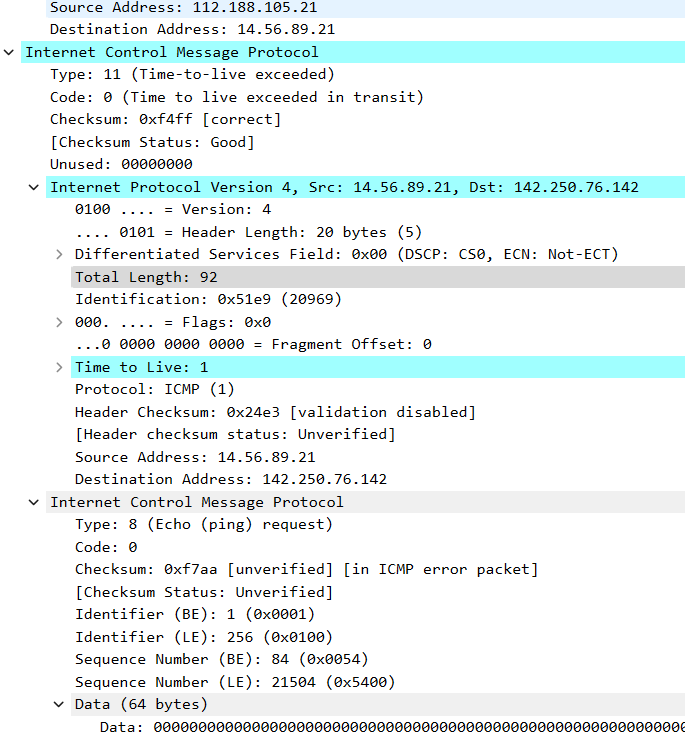 Source Address: 112.188.105.21
Destination Address: 14.56.89.21
Internet Control Message Protocol
Type: 11 (Time-to-live exceeded)
Code: 0 (Time to live exceeded in transit)
Checksum: 0xf4ff [correct]
[Checksum Status: Good]
Unused: 00000000
Internet Protocol Version 4, Src: 14.56.89.21, Dst: 142.250.76.142
0100 .... = Version: 4
.... 0101 = Header Length: 20 bytes (5)
Differentiated Services Field: 0x00 (DSCP: CS0, ECN: Not-ECT)
Total Length: 92
Identification: 0x51e9 (20969)
000. .... = Flags: 0x0
...0 0000 0000 0000 = Fragment Offset: 0
Time to Live: 1
Protocol: ICMP (1)
Header Checksum: 0x24e3 [validation disabled]
[Header checksum status: Unverified]
Source Address: 14.56.89.21
Destination Address: 142.250.76.142
Internet Control Message Protocol
Type: 8 (Echo (ping) request)
Code: 0
Checksum: 0xf7aa [unverified] [in ICMP error packet]
[Checksum Status: Unverified]
Identifier (BE): 1 (0x0001)
Identifier (LE): 256 (0x0100)
Sequence Number (BE): 84 (0x0054)
Sequence Number (LE): 21504 (0x5400)
Data (64 bytes)
Data: 000000000000000000000000000000000000000000000000000000000000